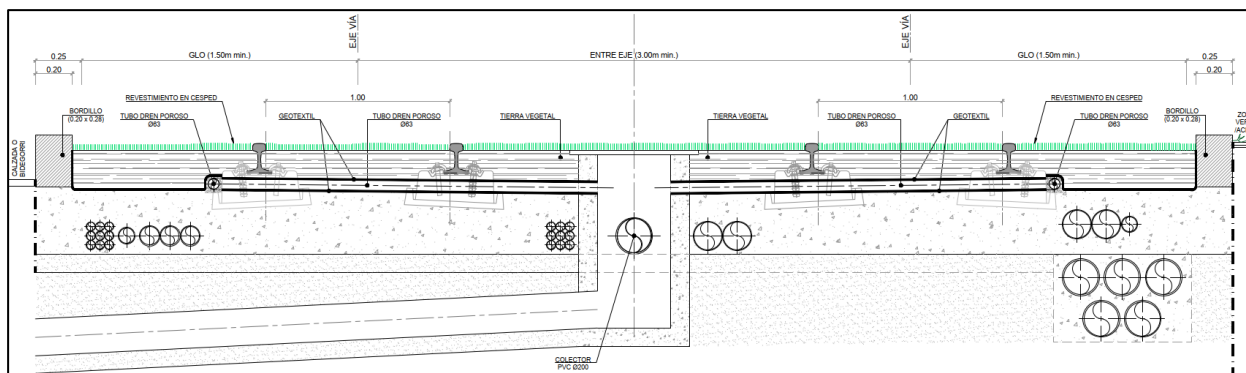 EJE VÍA
EJE VÍA
0.25
GLO (1.50m min.)
ENTRE EJE (3.00m min.)
GLO (1.50m min.)
0.25
0.20
0.20
REVESTIMIENTO EN CESPED
1.00
1.00
REVESTIMIENTO EN CESPED
BORDILLO
(0.20 x 0.28)
TUBO DREN POROSO
Ø63
GEOTEXTIL
TUBO DREN POROSO
Ø63
TIERRA VEGETAL
TIERRA VEGETAL
TUBO DREN POROSO
Ø63
GEOTEXTIL
TUBO DREN POROSO
Ø63
BORDILLO
(0.20 x 0.28)
ZO
VER
/AC
CALZADA O
BIDEGORRI
COLECTOR
PVC Ø200